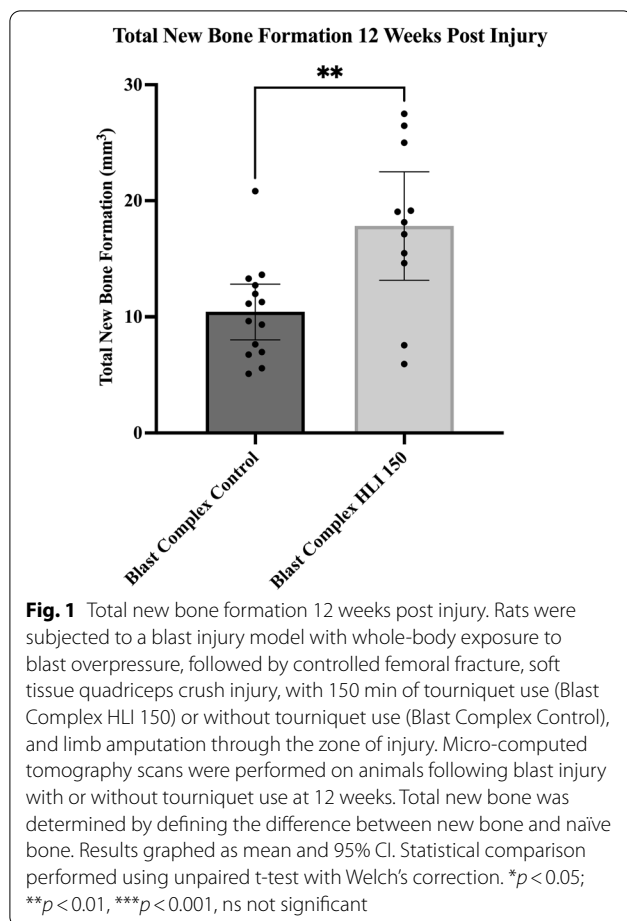 Total New Bone Formation 12 Weeks Post Injury
**
30
20
10
0
Total New Bone Formation (mm³)
Blast Complex Control
Blast Complex HLI 150
Fig. 1 Total new bone formation 12 weeks post injury. Rats were
subjected to a blast injury model with whole-body exposure to
blast overpressure, followed by controlled femoral fracture, soft
tissue quadriceps crush injury, with 150 min of tourniquet use (Blast
Complex HLI 150) or without tourniquet use (Blast Complex Control),
and limb amputation through the zone of injury. Micro-computed
tomography scans were performed on animals following blast injury
with or without tourniquet use at 12 weeks. Total new bone was
determined by defining the difference between new bone and naïve
bone. Results graphed as mean and 95% CI. Statistical comparison
performed using unpaired t-test with Welch's correction. *p < 0.05;
**p < 0.01, ***p < 0.001, ns not significant